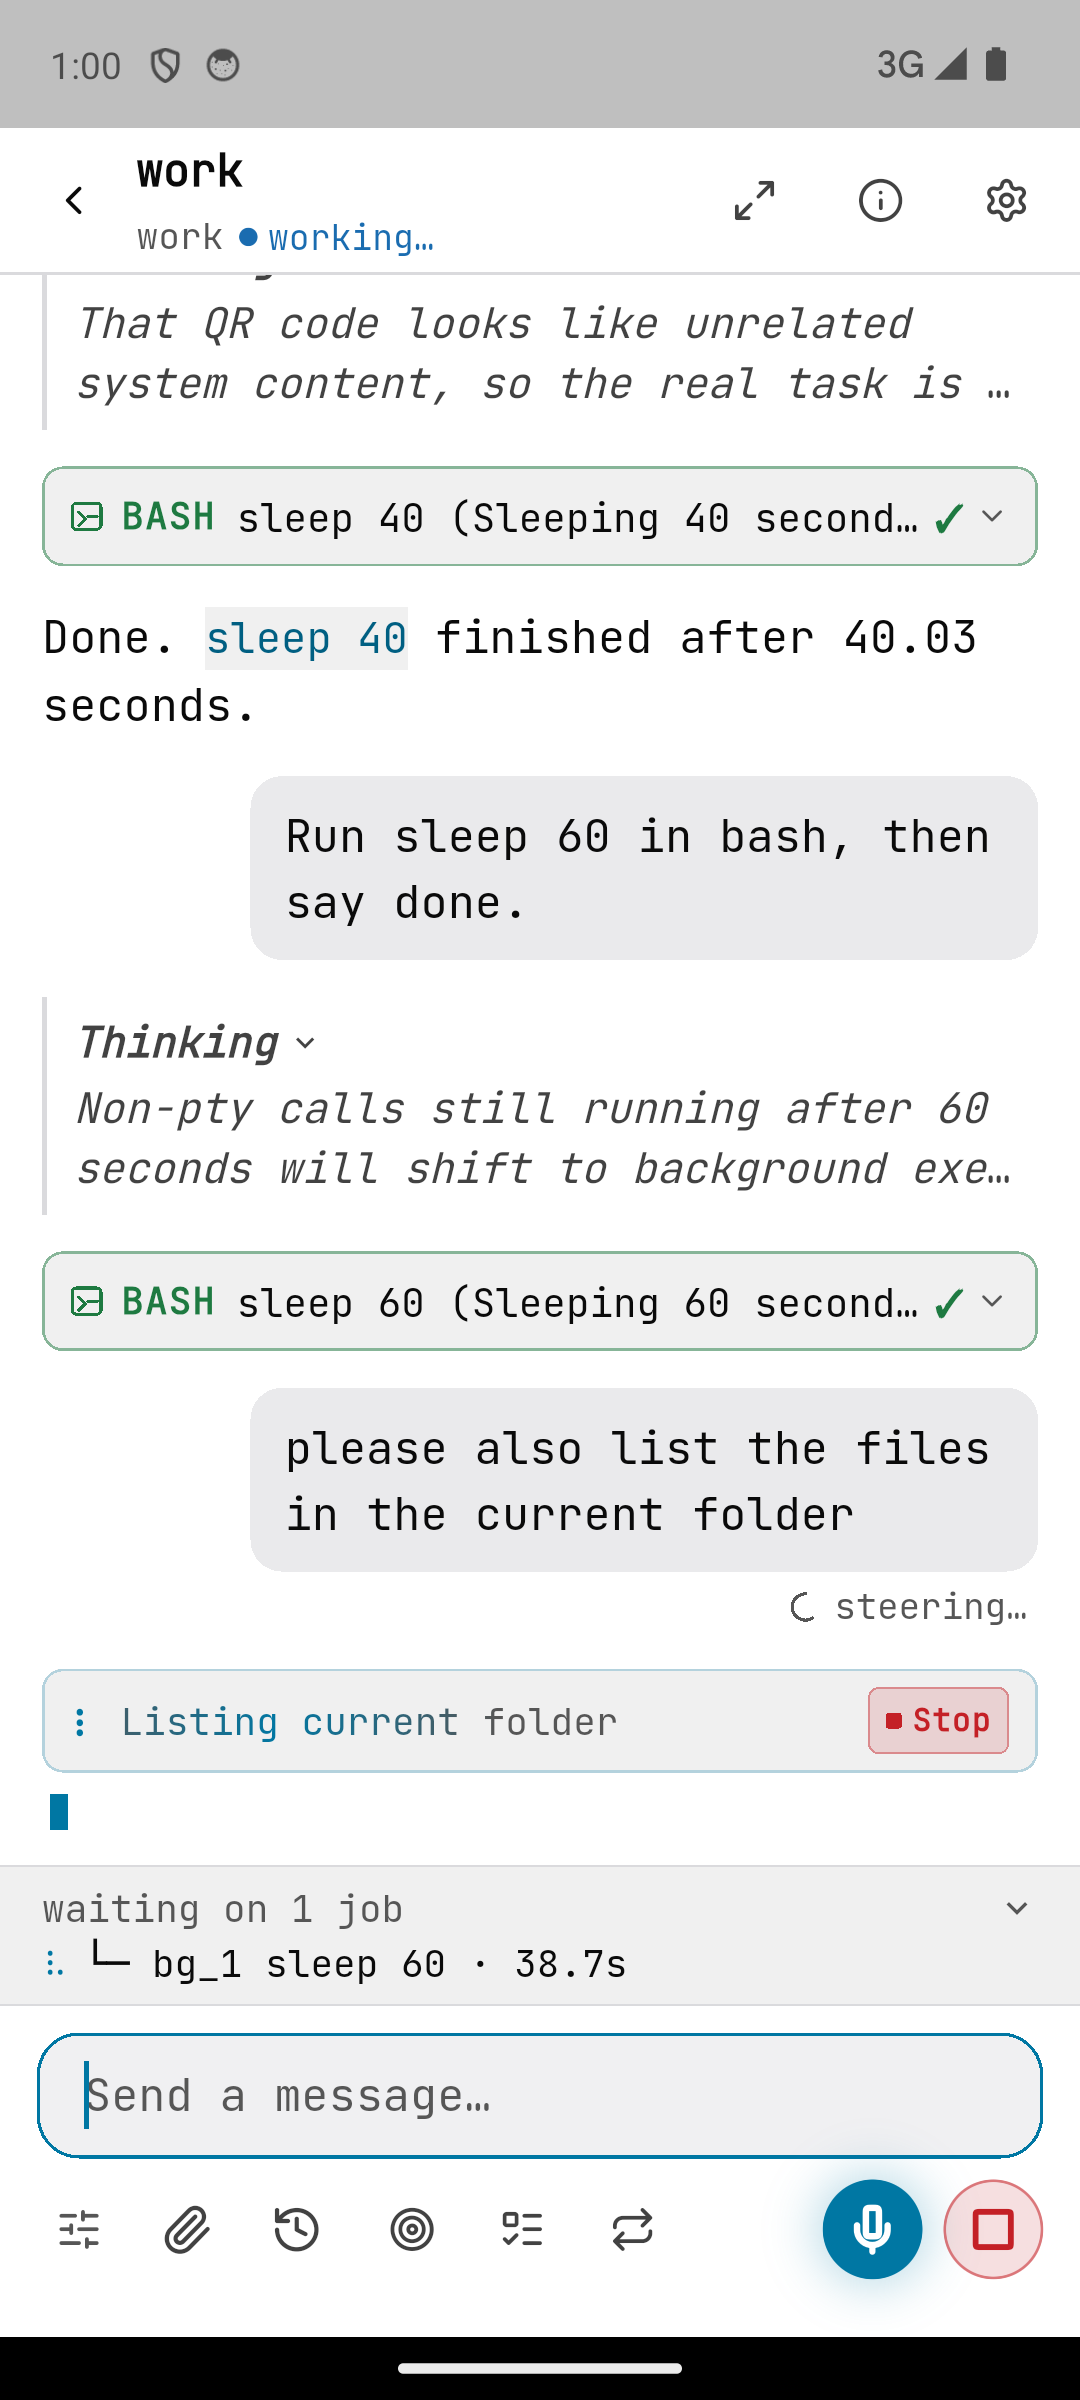 1:00
3G
work
work ● working…
That QR code looks like unrelated
system content, so the real task is …
BASH sleep 40 (Sleeping 40 second… ✓
Done. sleep 40 finished after 40.03
seconds.
Run sleep 60 in bash, then
say done.
Thinking
Non-pty calls still running after 60
seconds will shift to background exe…
BASH sleep 60 (Sleeping 60 second… ✓
please also list the files
in the current folder
steering…
Listing current folder
Stop
waiting on 1 job
└─ bg_1 sleep 60 · 38.7s
Send a message…